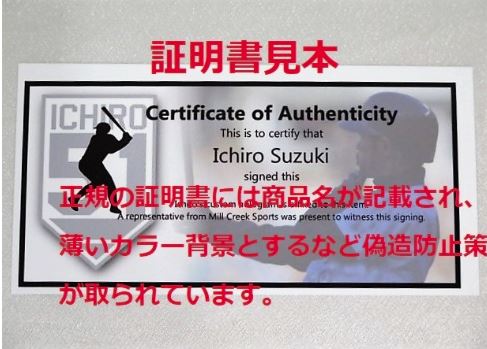 証明書見本
ICHIRO
51
Certificate of Authenticity
This is to certify that
Ichiro Suzuki
signed this
正規の証明書には商品名が記載され、
A representative from Mill Creek Sports was present to witness this signing.
薄いカラー背景とするなど偽造防止策
が取られています。